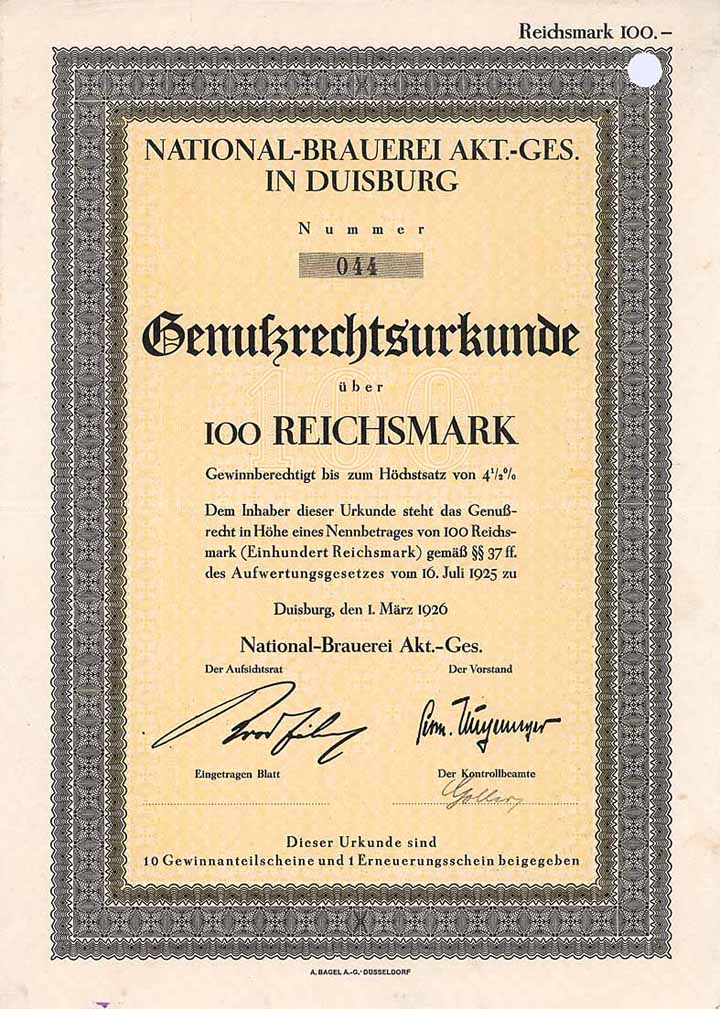 Reichsmark 100.–
NATIONAL-BRAUEREI AKT.-GES.
IN DUISBURG
Nummer
044
Genußrechtsurkunde
100
über
100 REICHSMARK
Gewinnberechtigt bis zum Höchstsatz von 4½%
Dem Inhaber dieser Urkunde steht das Genuß-
recht in Höhe eines Nennbetrages von 100 Reichs-
mark (Einhundert Reichsmark) gemäß §§ 37 ff.
des Aufwertungsgesetzes vom 16. Juli 1925 zu
Duisburg, den 1. März 1926
National-Brauerei Akt.-Ges.
Der Aufsichtsrat Der Vorstand
Eingetragen Blatt Der Kontrollbeamte
Dieser Urkunde sind
10 Gewinnanteilscheine und 1 Erneuerungsschein beigegeben
A. BAGEL A.-G., DÜSSELDORF